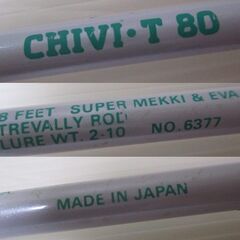 CHIVI・T 80
8 FEET SUPER MEKKI & EVA
TREVALLY ROD
LURE WT. 2-10 NO.6377
MADE IN JAPAN